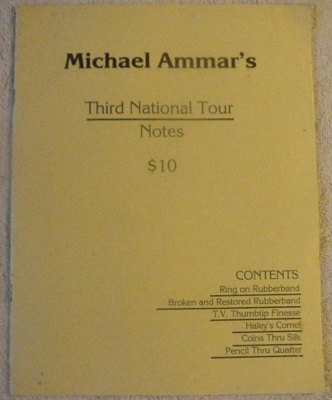 Michael Ammar's
Third National Tour
Notes
$10
CONTENTS
Ring on Rubberband
Broken and Restored Rubberband
T.V. Thumbtip Finesse
Haley's Comet
Coins Thru Silk
Pencil Thru Quarter